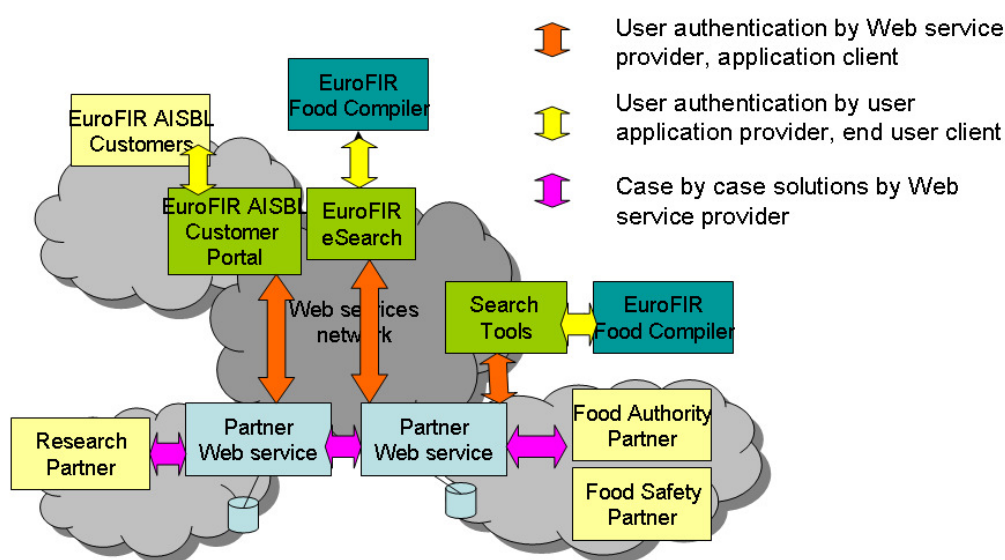 User authentication by Web service
provider, application client
User authentication by user
application provider, end user client
Case by case solutions by Web
service provider
EuroFIR
Food Compiler
EuroFIR AISBL
Customers
EuroFIR AISBL
Customer
Portal
EuroFIR
eSearch
Web services
network
Search
Tools
EuroFIR
Food Compiler
Research
Partner
Partner
Web service
Partner
Web service
Food Authority
Partner
Food Safety
Partner